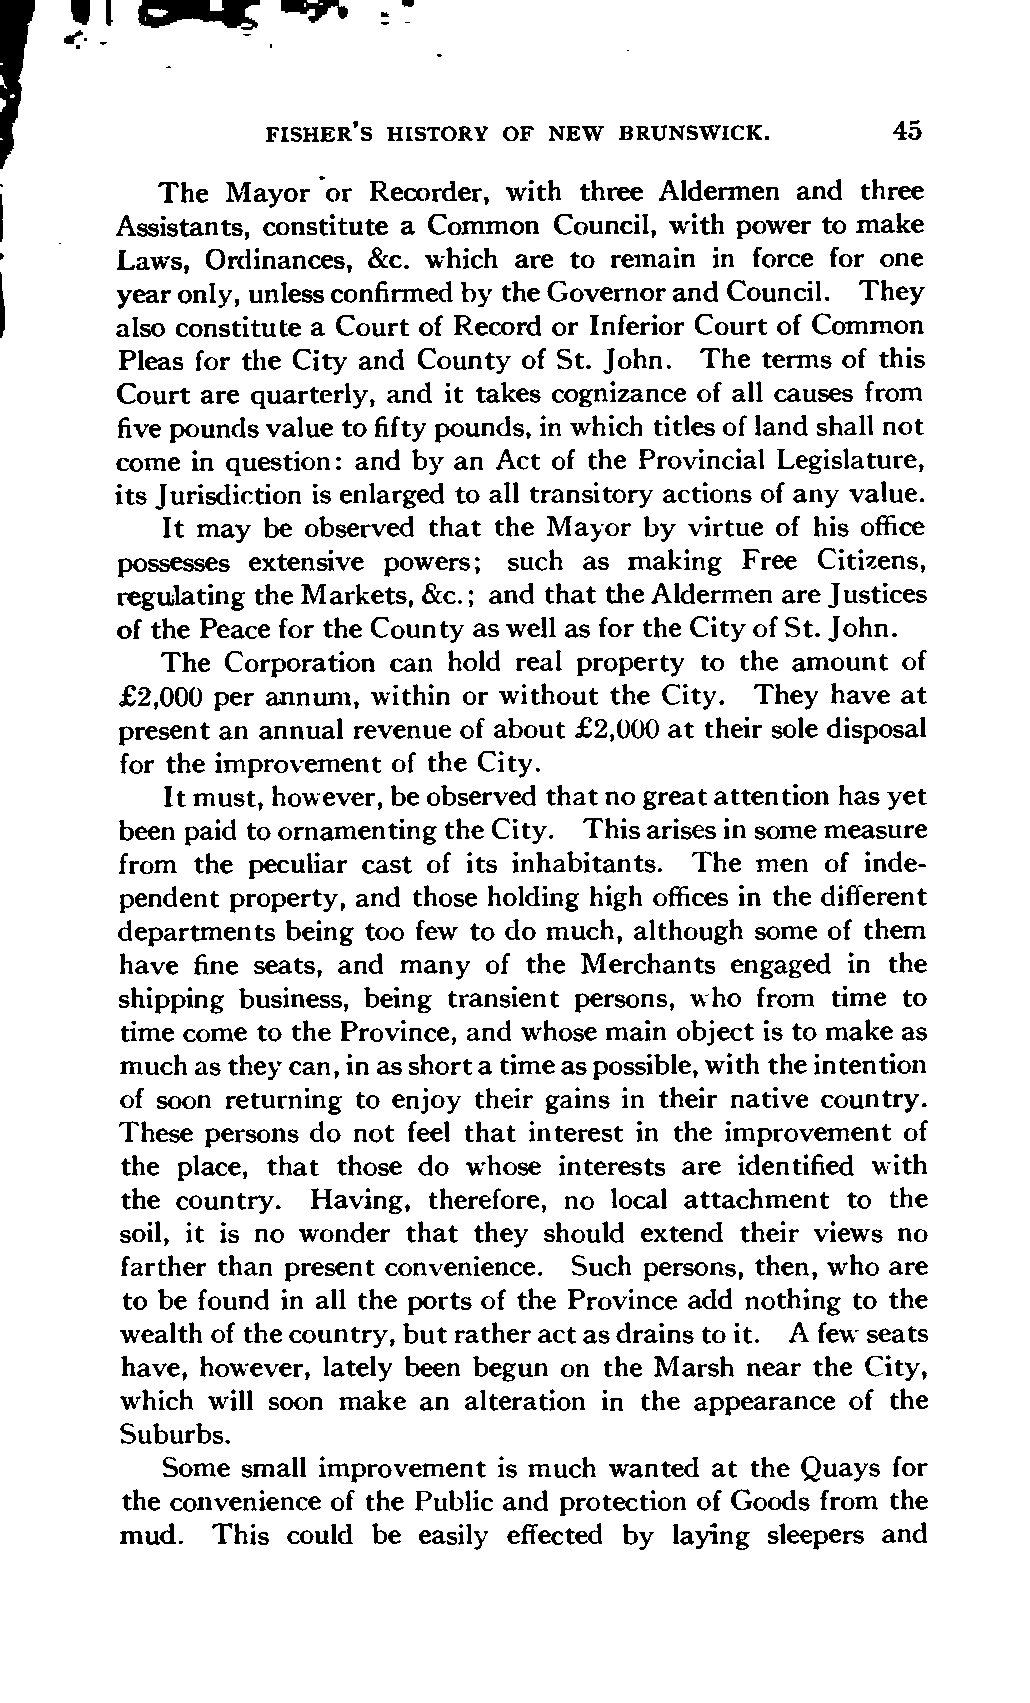 FISHER'S HISTORY OF NEW BRUNSWICK. 45
The Mayor or Recorder, with three Aldermen and three
Assistants, constitute a Common Council, with power to make
Laws, Ordinances, &c. which are to remain in force for one
year only, unless confirmed by the Governor and Council. They
also constitute a Court of Record or Inferior Court of Common
Pleas for the City and County of St. John. The terms of this
Court are quarterly, and it takes cognizance of all causes from
five pounds value to fifty pounds, in which titles of land shall not
come in question: and by an Act of the Provincial Legislature,
its Jurisdiction is enlarged to all transitory actions of any value.
It may be observed that the Mayor by virtue of his office
possesses extensive powers; such as making Free Citizens,
regulating the Markets, &c.; and that the Aldermen are Justices
of the Peace for the County as well as for the City of St. John.
The Corporation can hold real property to the amount of
£2,000 per annum, within or without the City. They have at
present an annual revenue of about £2,000 at their sole disposal
for the improvement of the City.
It must, however, be observed that no great attention has yet
been paid to ornamenting the City. This arises in some measure
from the peculiar cast of its inhabitants. The men of inde-
pendent property, and those holding high offices in the different
departments being too few to do much, although some of them
have fine seats, and many of the Merchants engaged in the
shipping business, being transient persons, who from time to
time come to the Province, and whose main object is to make as
much as they can, in as short a time as possible, with the intention
of soon returning to enjoy their gains in their native country.
These persons do not feel that interest in the improvement of
the place, that those do whose interests are identified with
the country. Having, therefore, no local attachment to the
soil, it is no wonder that they should extend their views no
farther than present convenience. Such persons, then, who are
to be found in all the ports of the Province add nothing to the
wealth of the country, but rather act as drains to it. A few seats
have, however, lately been begun on the Marsh near the City,
which will soon make an alteration in the appearance of the
Suburbs.
Some small improvement is much wanted at the Quays for
the convenience of the Public and protection of Goods from the
mud. This could be easily effected by laying sleepers and